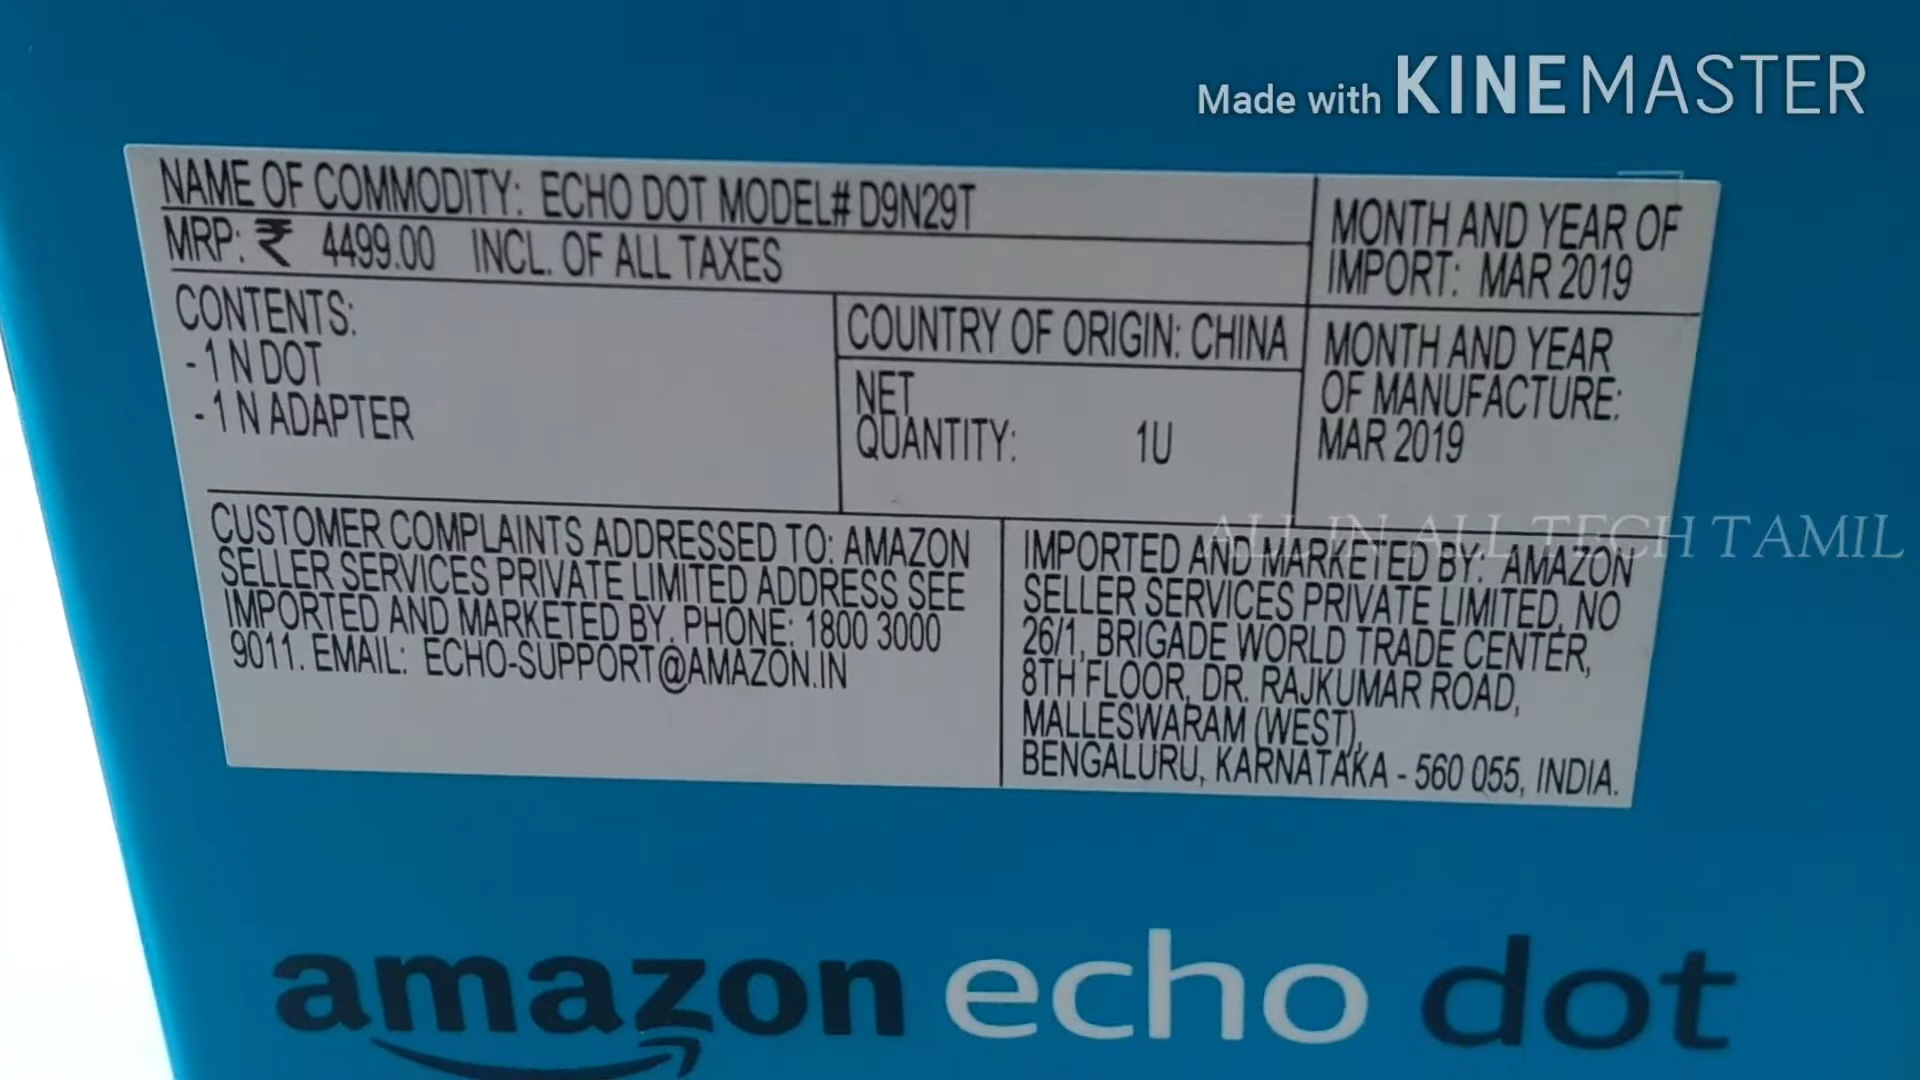 Made with KINEMASTER
NAME OF COMMODITY: ECHO DOT MODEL# D9N29T
MRP: ₹ 4499.00 INCL. OF ALL TAXES
MONTH AND YEAR OF
IMPORT: MAR 2019
CONTENTS:
- 1 N DOT
- 1 N ADAPTER
COUNTRY OF ORIGIN: CHINA
NET
QUANTITY: 1U
MONTH AND YEAR
OF MANUFACTURE:
MAR 2019
CUSTOMER COMPLAINTS ADDRESSED TO: AMAZON
SELLER SERVICES PRIVATE LIMITED ADDRESS SEE
IMPORTED AND MARKETED BY. PHONE: 1800 3000
9011. EMAIL: ECHO-SUPPORT@AMAZON.IN
ALL IN ALL TECH TAMIL
IMPORTED AND MARKETED BY: AMAZON
SELLER SERVICES PRIVATE LIMITED, NO
26/1, BRIGADE WORLD TRADE CENTER,
8TH FLOOR, DR. RAJKUMAR ROAD,
MALLESWARAM (WEST),
BENGALURU, KARNATAKA - 560 055, INDIA.
amazon echo dot